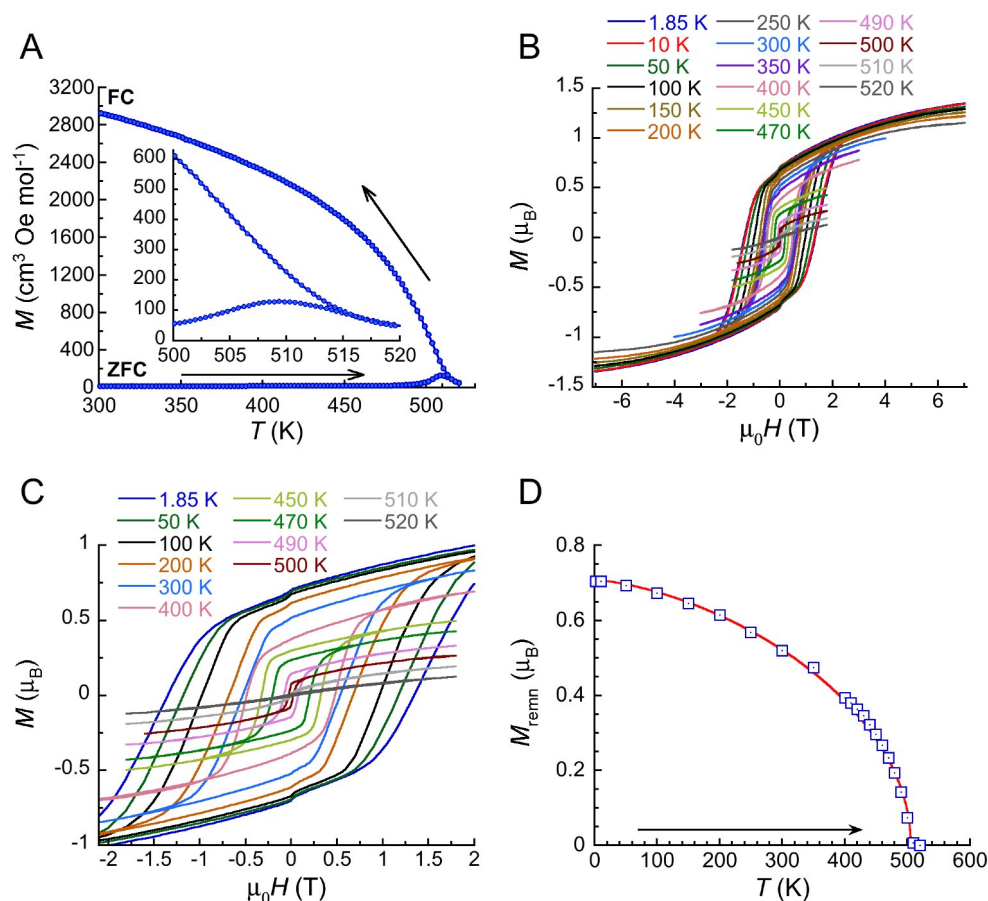 A
FC
3200
2800
2400
2000
1600
1200
800
400
0
M (cm³ Oe mol⁻¹)
600
500
400
300
200
100
0
500 505 510 515 520
ZFC
300 350 400 450 500
T (K)
B
1.85 K 250 K 490 K
10 K 300 K 500 K
50 K 350 K 510 K
100 K 400 K 520 K
150 K 450 K
200 K 470 K
1.5
1
0.5
0
-0.5
-1
-1.5
M (μB)
-6 -4 -2 0 2 4 6
μ₀H (T)
C
1.85 K 450 K 510 K
50 K 470 K 520 K
100 K 490 K
200 K 500 K
300 K
400 K
1
0.5
0
-0.5
-1
M (μB)
-1.5 -1 -0.5 0 0.5 1 1.5 2
μ₀H (T)
D
0.8
0.6
0.4
0.2
0
Mremn (μB)
0 100 200 300 400 500 600
T (K)